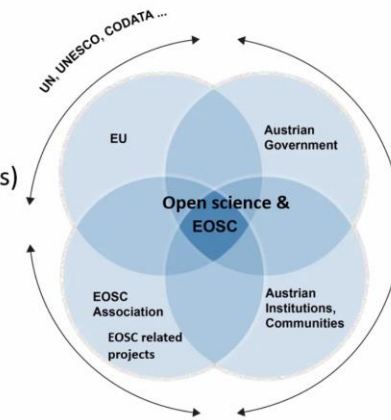 UN, UNESCO, CODATA ...
EU
Austrian
Government
s)
Open science &
EOSC
EOSC
Association
EOSC related
projects
Austrian
Institutions,
Communities